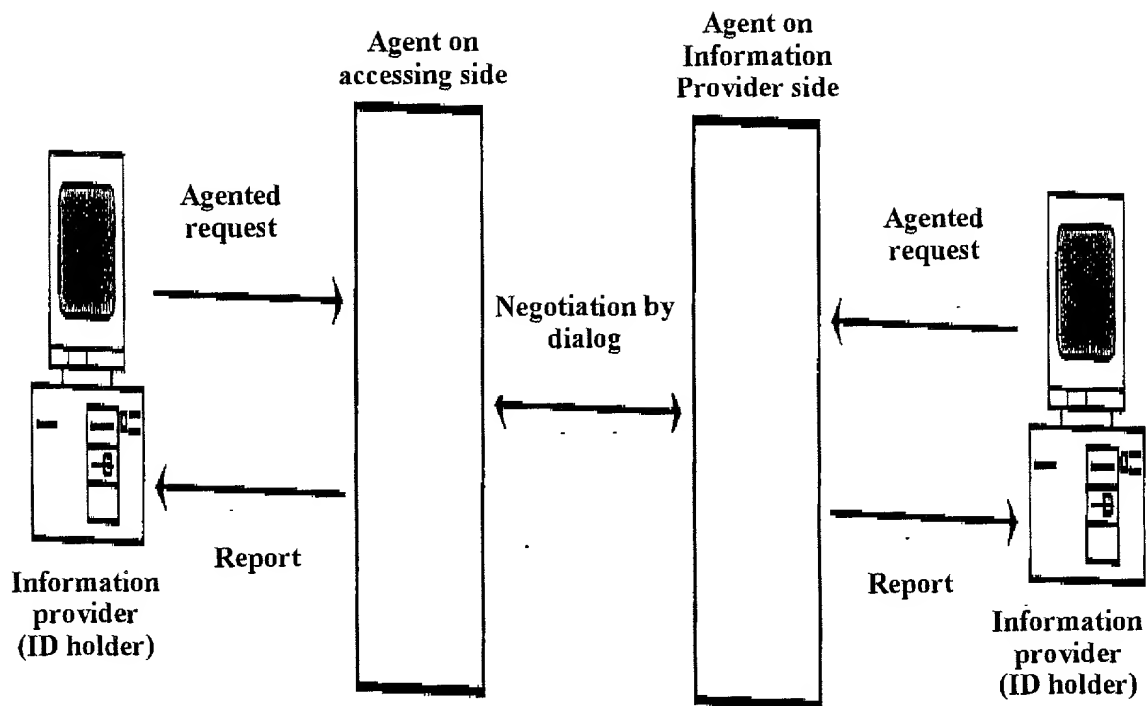 Agent on
accessing side
Agent on
Information
Provider side
Agented
request
Agented
request
Negotiation by
dialog
Report
Report
Information
provider
(ID holder)
Information
provider
(ID holder)